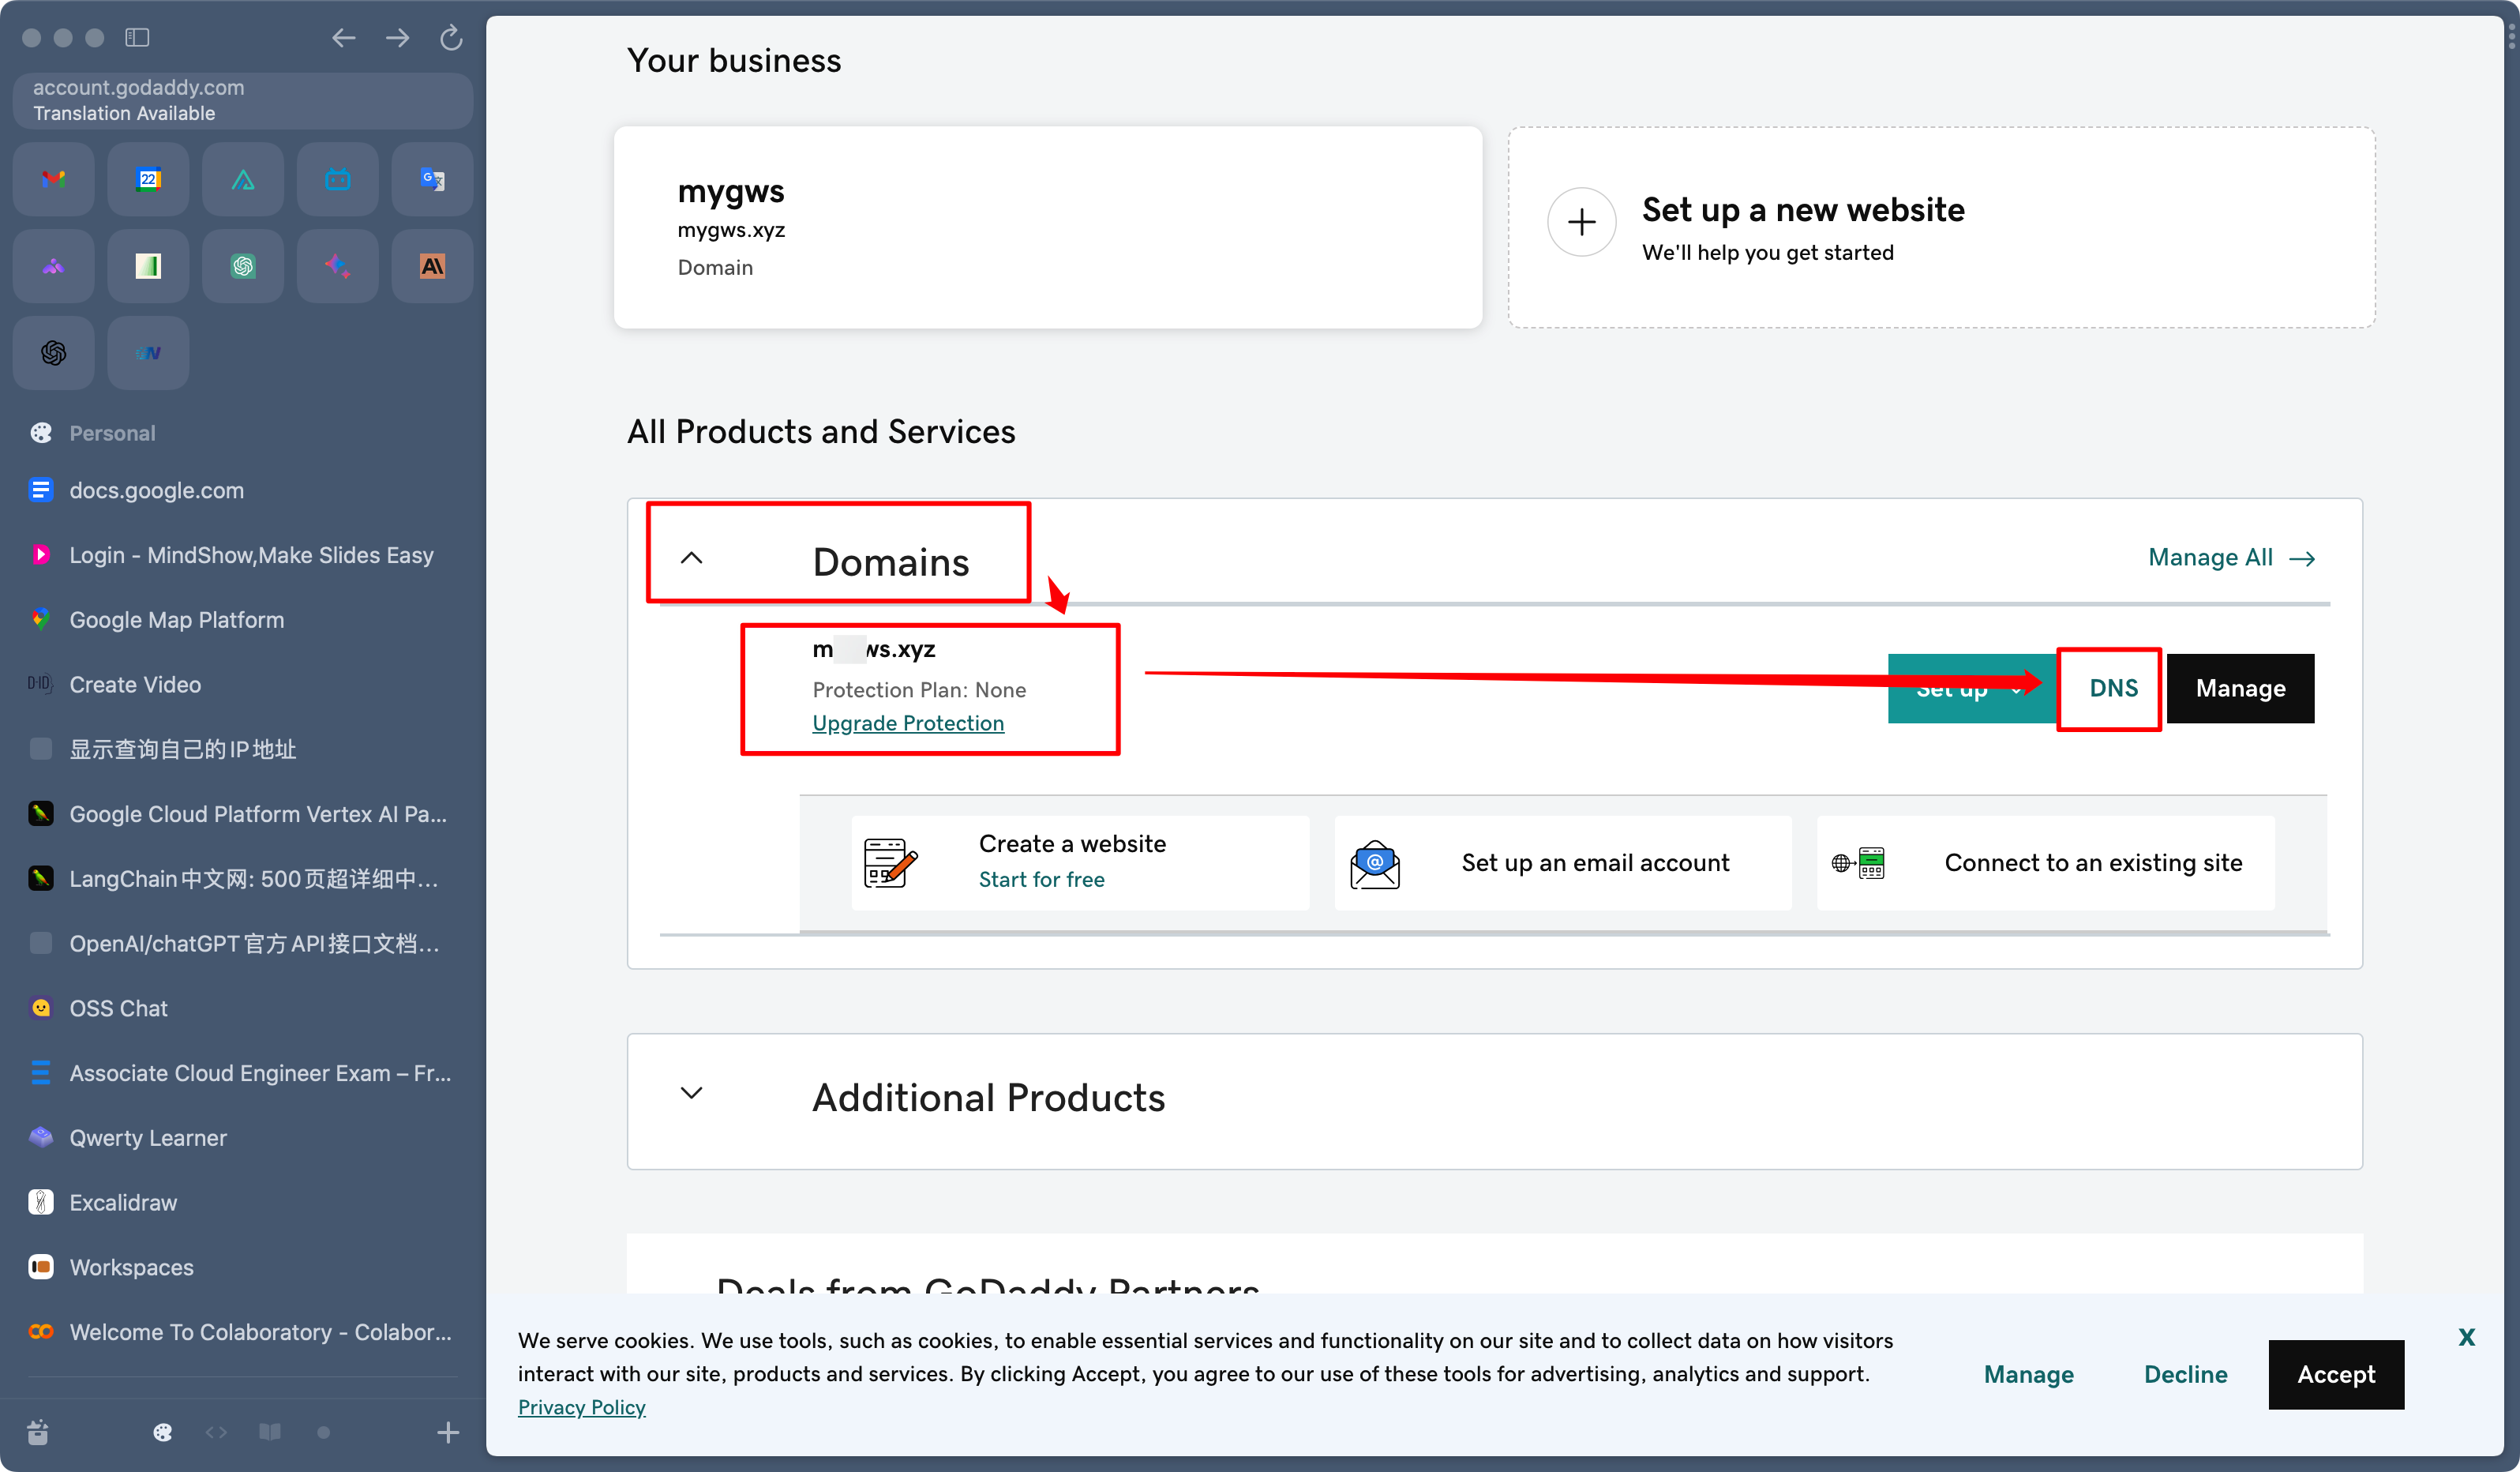 account.godaddy.com
Translation Available
22
Personal
docs.google.com
Login - MindShow,Make Slides Easy
Google Map Platform
D-ID
Create Video
显示查询自己的IP地址
Google Cloud Platform Vertex AI Pa...
LangChain中文网: 500页超详细中...
OpenAI/chatGPT官方API接口文档...
OSS Chat
Associate Cloud Engineer Exam – Fr...
Qwerty Learner
Excalidraw
Workspaces
Welcome To Colaboratory - Colabor...
Your business
mygws
mygws.xyz
Domain
Set up a new website
We'll help you get started
All Products and Services
Domains
Manage All
ws.xyz
Protection Plan: None
Upgrade Protection
Set up
DNS
Manage
Create a website
Start for free
Set up an email account
Connect to an existing site
Additional Products
Deals from GoDaddy Partners
We serve cookies. We use tools, such as cookies, to enable essential services and functionality on our site and to collect data on how visitors
interact with our site, products and services. By clicking Accept, you agree to our use of these tools for advertising, analytics and support.
Privacy Policy
Manage
Decline
Accept
X